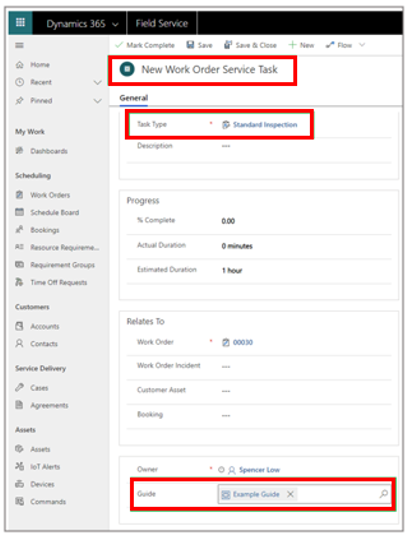 Dynamics 365 Field Service
Mark Complete Save Save & Close New Flow
New Work Order Service Task
General
Home
Recent
Pinned
My Work
Dashboards
Scheduling
Work Orders
Schedule Board
Bookings
Resource Requireme...
Requirement Groups
Time Off Requests
Customers
Accounts
Contacts
Service Delivery
Cases
Agreements
Assets
Assets
IoT Alerts
Devices
Commands
Task Type * Standard Inspection
Description ---
Progress
% Complete 0.00
Actual Duration 0 minutes
Estimated Duration 1 hour
Relates To
Work Order * 00030
Work Order Incident ---
Customer Asset ---
Booking ---
Owner * Spencer Low
Guide Example Guide